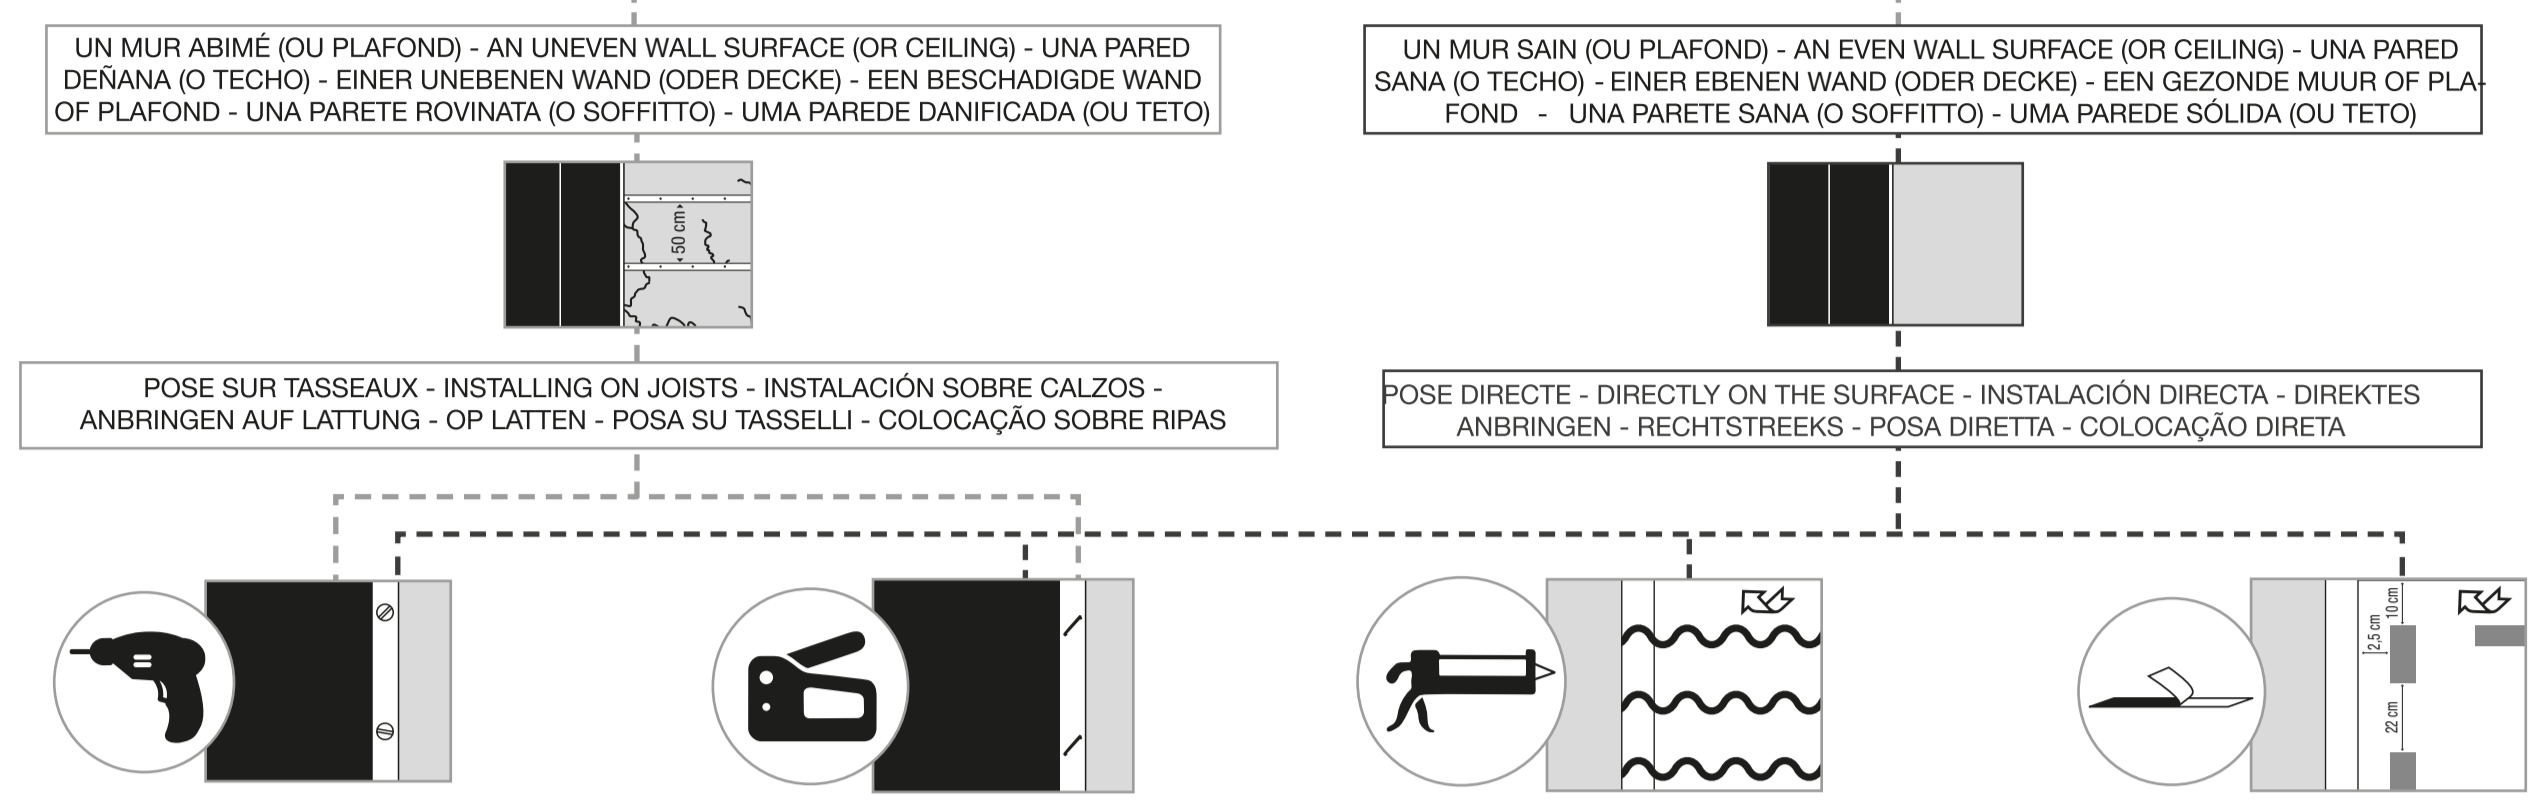 UN MUR ABIMÉ (OU PLAFOND) - AN UNEVEN WALL SURFACE (OR CEILING) - UNA PARED
DEÑANA (O TECHO) - EINER UNEBENEN WAND (ODER DECKE) - EEN BESCHADIGDE WAND
OF PLAFOND - UNA PARETE ROVINATA (O SOFFITTO) - UMA PAREDE DANIFICADA (OU TETO)
UN MUR SAIN (OU PLAFOND) - AN EVEN WALL SURFACE (OR CEILING) - UNA PARED
SANA (O TECHO) - EINER EBENEN WAND (ODER DECKE) - EEN GEZONDE MUUR OF PLA-
FOND - UNA PARETE SANA (O SOFFITTO) - UMA PAREDE SÓLIDA (OU TETO)
50 cm
POSE SUR TASSEAUX - INSTALLING ON JOISTS - INSTALACIÓN SOBRE CALZOS -
ANBRINGEN AUF LATTUNG - OP LATTEN - POSA SU TASSELLI - COLOCAÇÃO SOBRE RIPAS
POSE DIRECTE - DIRECTLY ON THE SURFACE - INSTALACIÓN DIRECTA - DIREKTES
ANBRINGEN - RECHTSTREEKS - POSA DIRETTA - COLOCAÇÃO DIRETA
10 cm
2,5 cm
22 cm